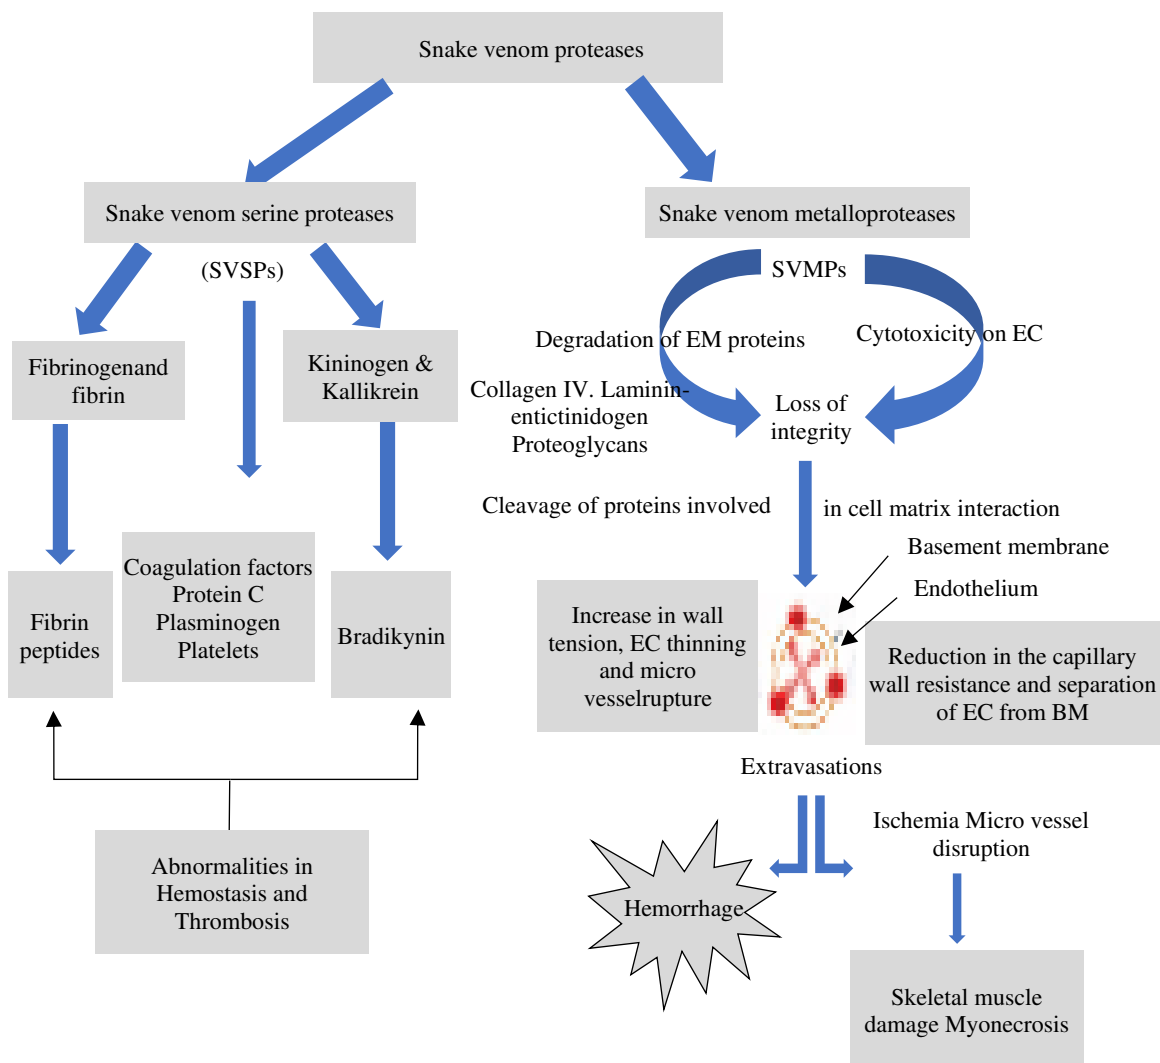 Snake venom proteases
Snake venom serine proteases
(SVSPs)
Fibrinogenand
fibrin
Kininogen &
Kallikrein
Fibrin
peptides
Coagulation factors
Protein C
Plasminogen
Platelets
Bradikynin
Abnormalities in
Hemostasis and
Thrombosis
Snake venom metalloproteases
SVMPs
Degradation of EM proteins
Cytotoxicity on EC
Collagen IV. Laminin-
entictinidogen
Proteoglycans
Loss of
integrity
Cleavage of proteins involved
in cell matrix interaction
Basement membrane
Endothelium
Increase in wall
tension, EC thinning
and micro
vesselrupture
Reduction in the capillary
wall resistance and separation
of EC from BM
Extravasations
Hemorrhage
Ischemia Micro vessel
disruption
Skeletal muscle
damage Myonecrosis